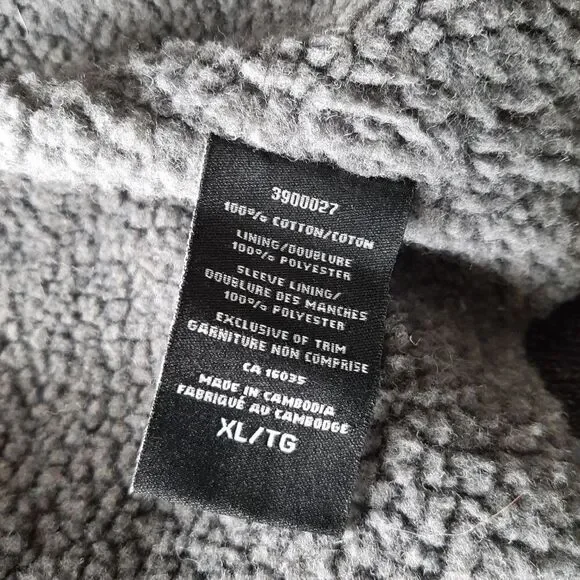 3900027
100% COTTON/COTON
LINING/DOUBLURE
100% POLYESTER
SLEEVE LINING/
DOUBLURE DES MANCHES
100% POLYESTER
EXCLUSIVE OF TRIM
GARNITURE NON COMPRISE
CA 16035
MADE IN CAMBODIA
FABRIQUÉ AU CAMBODGE
XL/TG